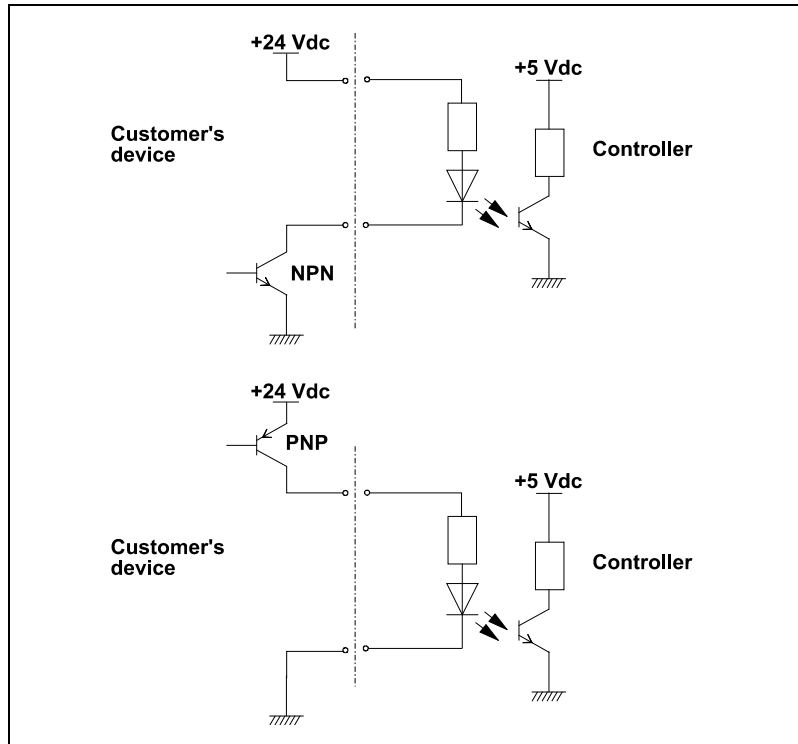 +24 Vdc
+5 Vdc
Customer's
device
Controller
NPN
+24 Vdc
PNP
+5 Vdc
Customer's
device
Controller